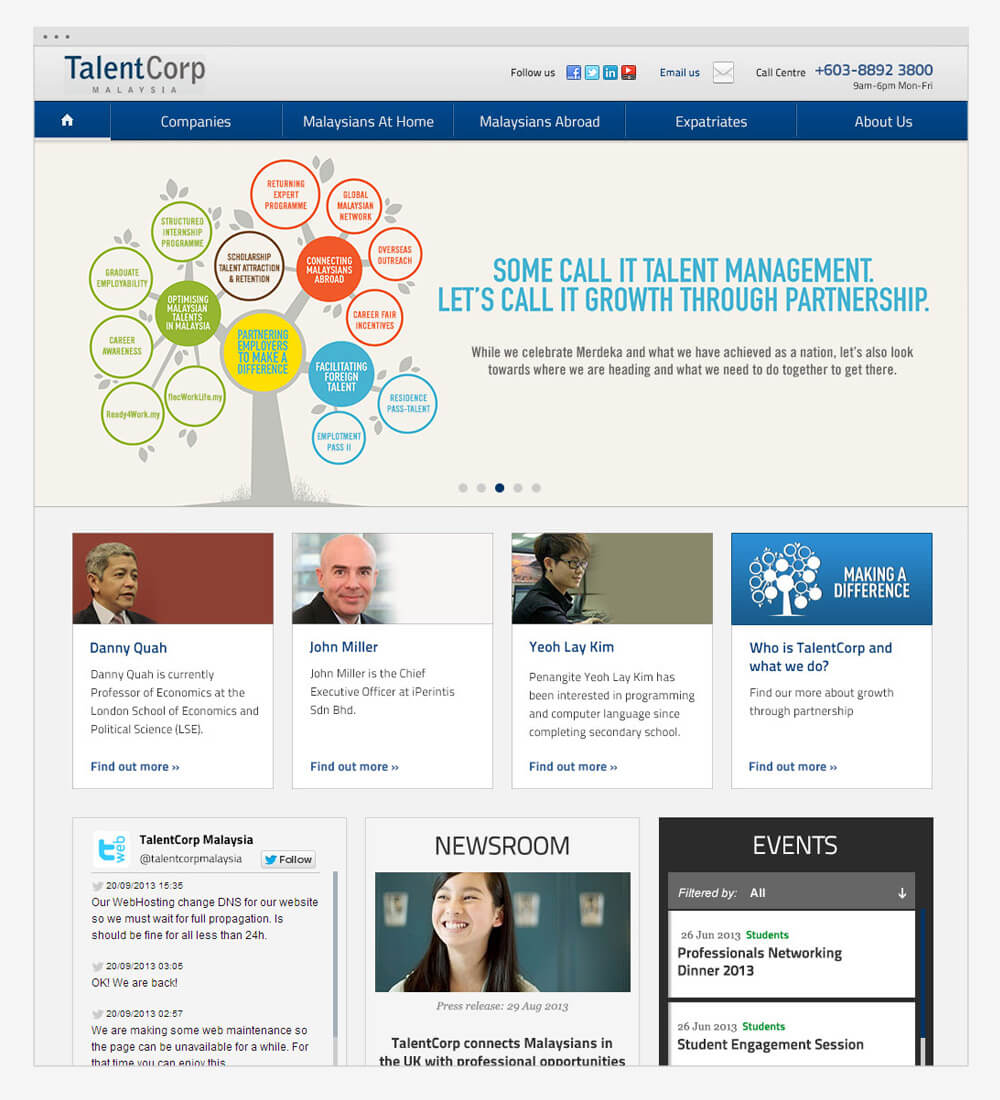 TalentCorp
MALAYSIA
Follow us
Email us
Call Centre
+603-8892 3800
9am-6pm Mon-Fri
Companies
Malaysians At Home
Malaysians Abroad
Expatriates
About Us
RETURNING
EXPERT
PROGRAMME
GLOBAL
MALAYSIAN
NETWORK
STRUCTURED
INTERNSHIP
PROGRAMME
SCHOLARSHIP
TALENT ATTRACTION
& RETENTION
CONNECTING
MALAYSIANS
ABROAD
OVERSEAS
OUTREACH
GRADUATE
EMPLOYABILITY
OPTIMISING
MALAYSIAN
TALENTS
IN MALAYSIA
CAREER FAIR
INCENTIVES
CAREER
AWARENESS
PARTNERING
EMPLOYERS
TO MAKE A
DIFFERENCE
FACILITATING
FOREIGN
TALENT
flecWorkLife.my
Ready4Work.my
RESIDENCE
PASS-TALENT
EMPLOTMENT
PASS II
SOME CALL IT TALENT MANAGEMENT.
LET'S CALL IT GROWTH THROUGH PARTNERSHIP.
While we celebrate Merdeka and what we have achieved as a nation, let's also look
towards where we are heading and what we need to do together to get there.
Danny Quah
Danny Quah is currently
Professor of Economics at the
London School of Economics and
Political Science (LSE).
Find out more ››
John Miller
John Miller is the Chief
Executive Officer at iPerintis
Sdn Bhd.
Find out more ››
Yeoh Lay Kim
Penangite Yeoh Lay Kim has
been interested in programming
and computer language since
completing secondary school.
Find out more ››
MAKING A
DIFFERENCE
Who is TalentCorp and
what we do?
Find our more about growth
through partnership
Find out more ››
web
TalentCorp Malaysia
@talentcorpmalaysia
Follow
20/09/2013 15:35
Our WebHosting change DNS for our website
so we must wait for full propagation. Is
should be fine for all less than 24h.
20/09/2013 03:05
OK! We are back!
20/09/2013 02:57
We are making some web maintenance so
the page can be unavailable for a while. For
that time you can enjoy this
NEWSROOM
Press release: 29 Aug 2013
TalentCorp connects Malaysians in
the UK with professional opportunities
EVENTS
Filtered by: All
26 Jun 2013 Students
Professionals Networking
Dinner 2013
26 Jun 2013 Students
Student Engagement Session